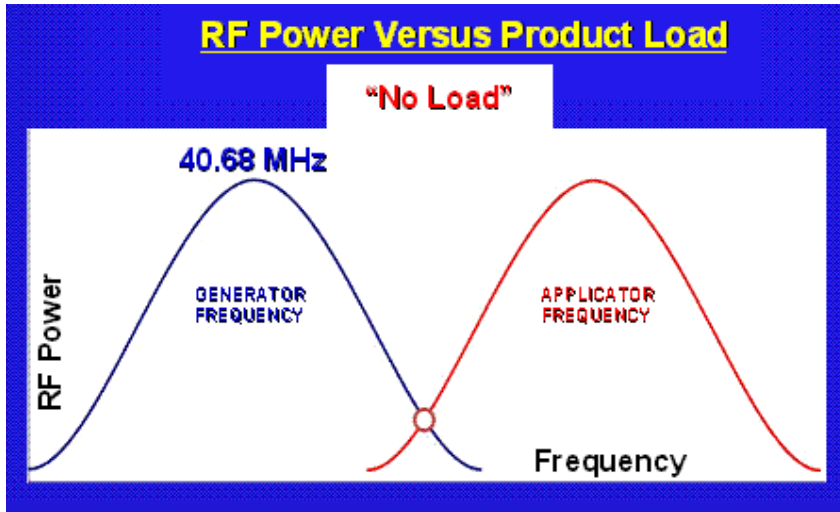 RF Power Versus Product Load
“No Load”
40.68 MHz
GENERATOR
FREQUENCY
APPLICATOR
FREQUENCY
RF Power
Frequency